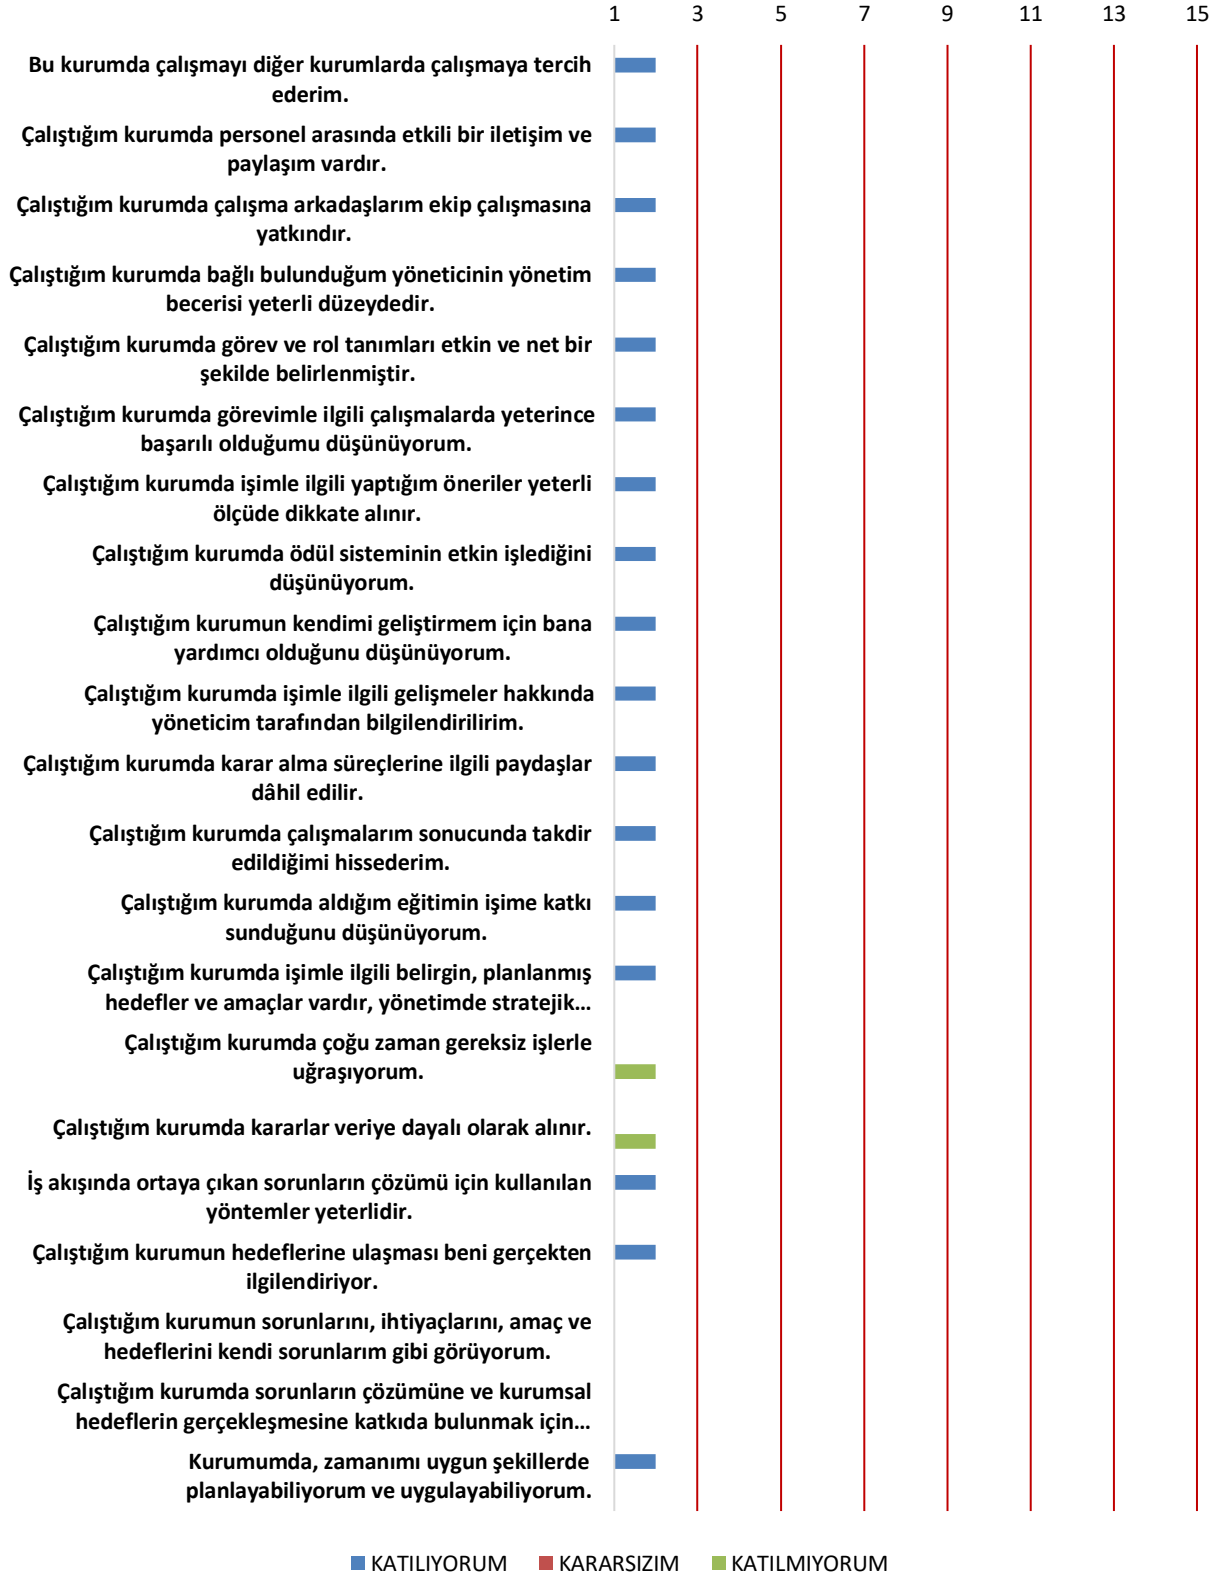 1 3 5 7 9 11 13 15
Bu kurumda çalışmayı diğer kurumlarda çalışmaya tercih
ederim.
Çalıştığım kurumda personel arasında etkili bir iletişim ve
paylaşım vardır.
Çalıştığım kurumda çalışma arkadaşlarım ekip çalışmasına
yatkındır.
Çalıştığım kurumda bağlı bulunduğum yöneticinin yönetim
becerisi yeterli düzeydedir.
Çalıştığım kurumda görev ve rol tanımları etkin ve net bir
şekilde belirlenmiştir.
Çalıştığım kurumda görevimle ilgili çalışmalarda yeterince
başarılı olduğumu düşünüyorum.
Çalıştığım kurumda işimle ilgili yaptığım öneriler yeterli
ölçüde dikkate alınır.
Çalıştığım kurumda ödül sisteminin etkin işlediğini
düşünüyorum.
Çalıştığım kurumun kendimi geliştirmem için bana
yardımcı olduğunu düşünüyorum.
Çalıştığım kurumda işimle ilgili gelişmeler hakkında
yöneticim tarafından bilgilendirilirim.
Çalıştığım kurumda karar alma süreçlerine ilgili paydaşlar
dâhil edilir.
Çalıştığım kurumda çalışmalarım sonucunda takdir
edildiğimi hissederim.
Çalıştığım kurumda aldığım eğitimin işime katkı
sunduğunu düşünüyorum.
Çalıştığım kurumda işimle ilgili belirgin, planlanmış
hedefler ve amaçlar vardır, yönetimde stratejik…
Çalıştığım kurumda çoğu zaman gereksiz işlerle
uğraşıyorum.
Çalıştığım kurumda kararlar veriye dayalı olarak alınır.
İş akışında ortaya çıkan sorunların çözümü için kullanılan
yöntemler yeterlidir.
Çalıştığım kurumun hedeflerine ulaşması beni gerçekten
ilgilendiriyor.
Çalıştığım kurumun sorunlarını, ihtiyaçlarını, amaç ve
hedeflerini kendi sorunlarım gibi görüyorum.
Çalıştığım kurumda sorunların çözümüne ve kurumsal
hedeflerin gerçekleşmesine katkıda bulunmak için…
Kurumumda, zamanımı uygun şekillerde
planlayabiliyorum ve uygulayabiliyorum.
KATILIYORUM KARARSIZIM KATILMIYORUM